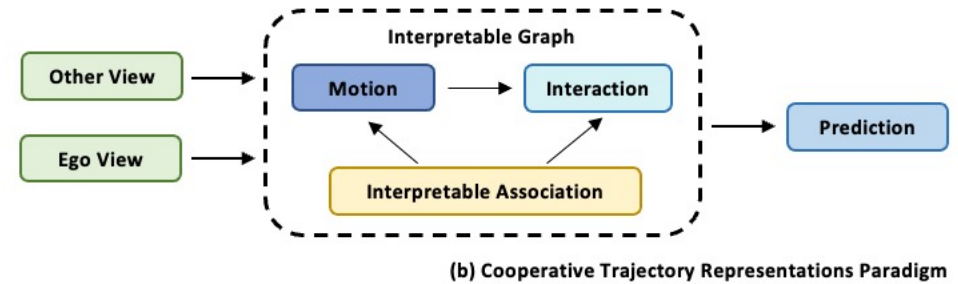 Interpretable Graph
Other View
Motion
Interaction
Prediction
Ego View
Interpretable Association
(b) Cooperative Trajectory Representations Paradigm